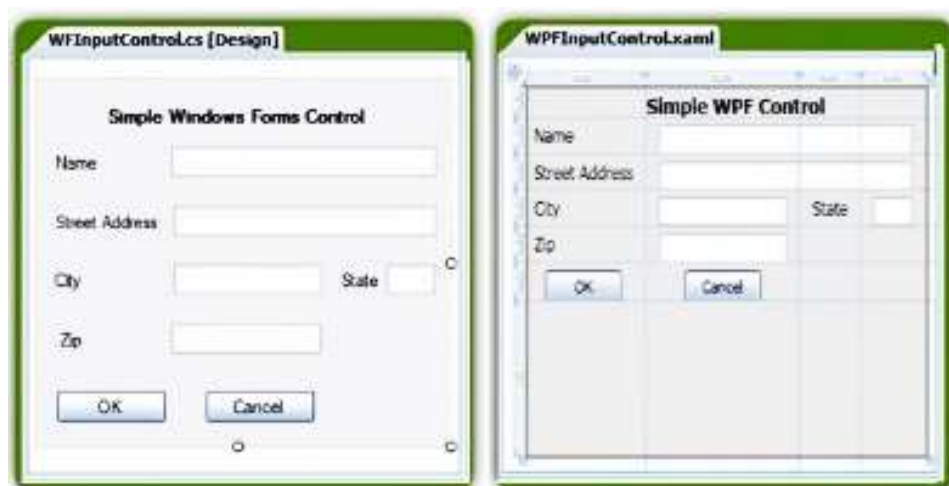 WFInputControl.cs [Design]
Simple Windows Forms Control
Name
Street Address
City
State
Zip
OK
Cancel
WPFInputControl.xaml
Simple WPF Control
Name
Street Address
City
State
Zip
OK
Cancel